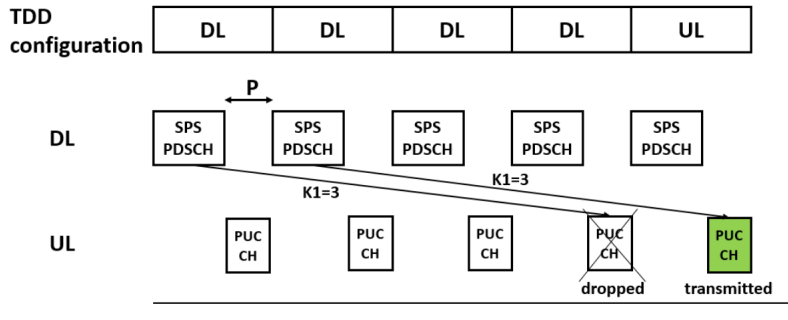 TDD
configuration
DL DL DL DL UL
P
DL
SPS
PDSCH
SPS
PDSCH
SPS
PDSCH
SPS
PDSCH
SPS
PDSCH
K1=3
K1=3
UL
PUC
CH
PUC
CH
PUC
CH
PUC
CH
PUC
CH
dropped
transmitted